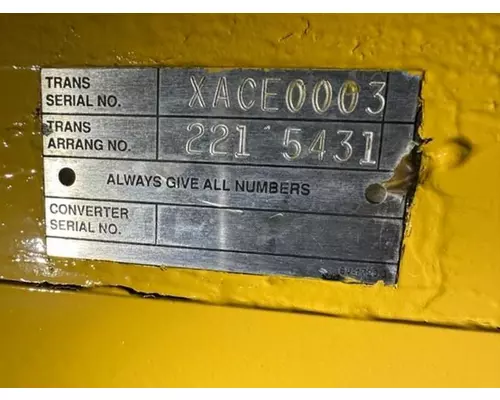 TRANS
SERIAL NO. XACE0003
TRANS
ARRANG NO. 221 5431
ALWAYS GIVE ALL NUMBERS
CONVERTER
SERIAL NO.